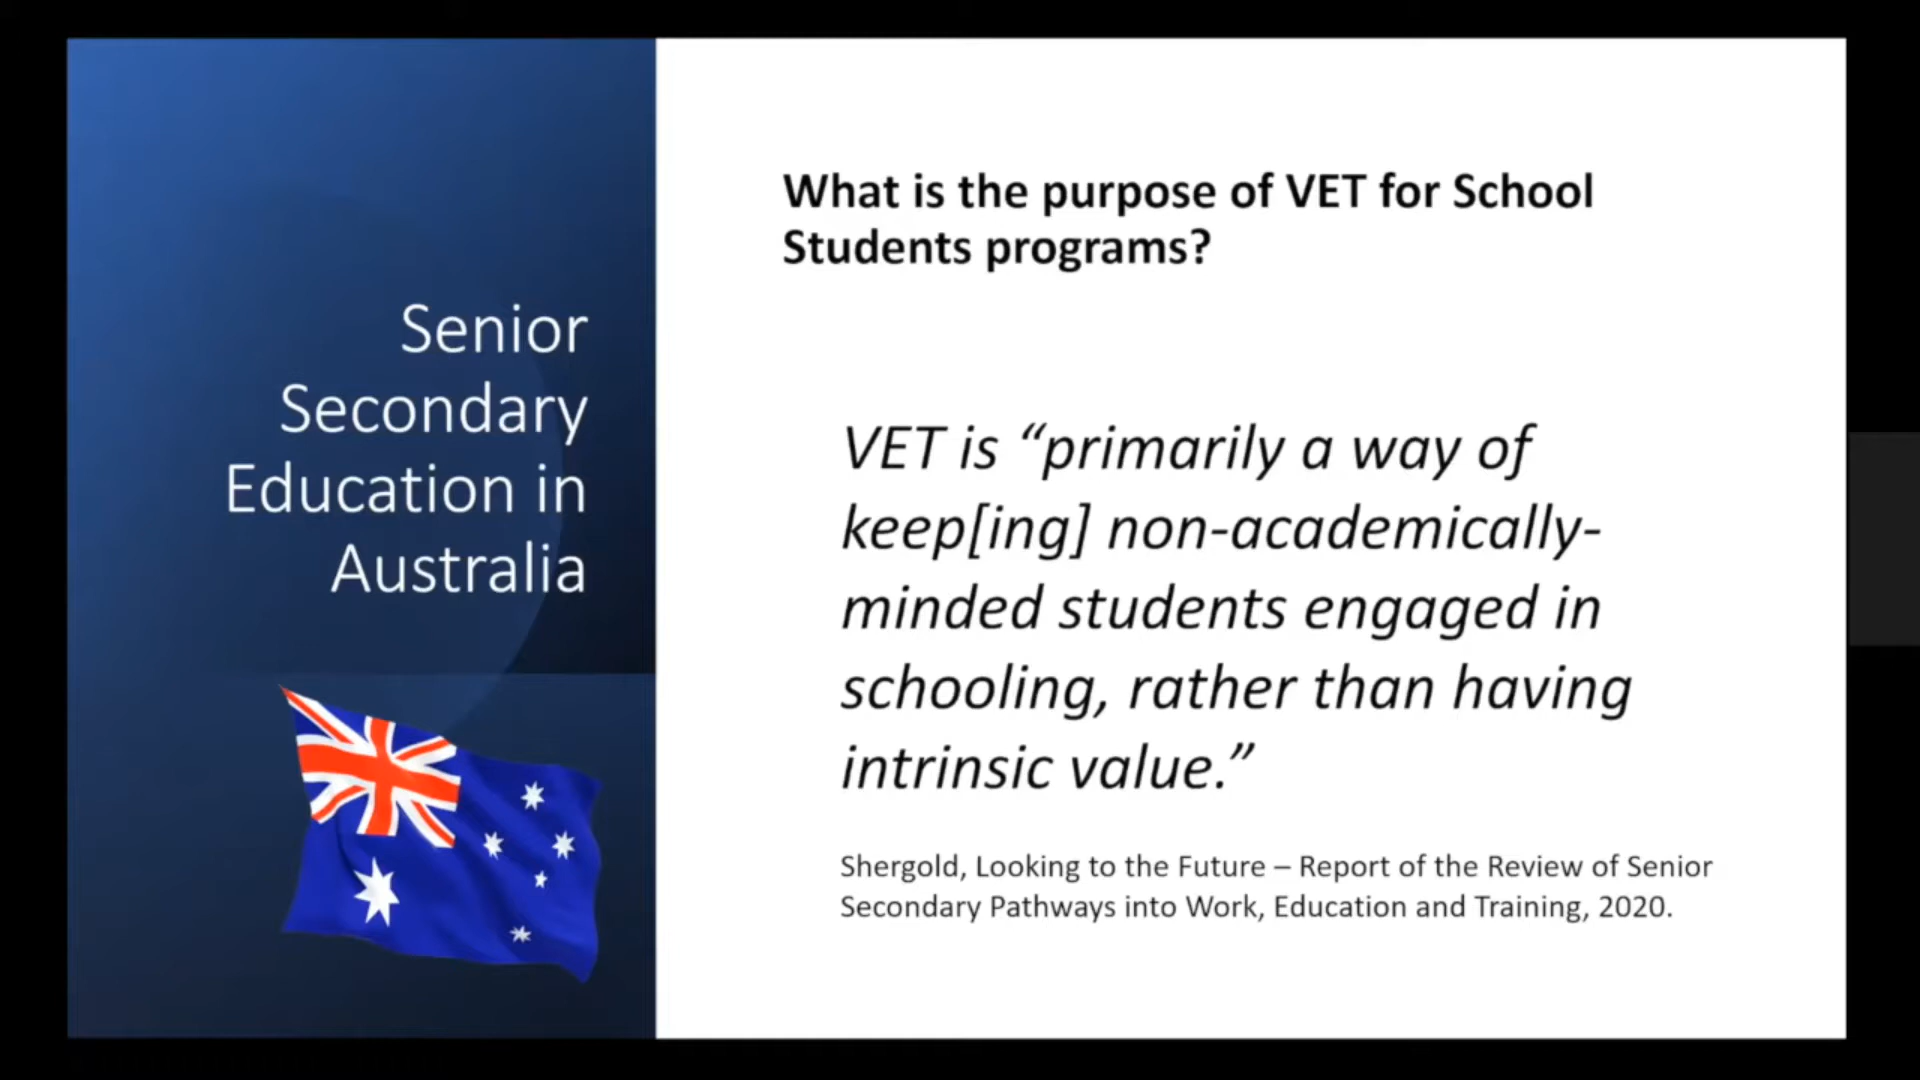 Senior
Secondary
Education in
Australia
What is the purpose of VET for School
Students programs?
VET is “primarily a way of
keep[ing] non-academically-
minded students engaged in
schooling, rather than having
intrinsic value.”
Shergold, Looking to the Future – Report of the Review of Senior
Secondary Pathways into Work, Education and Training, 2020.